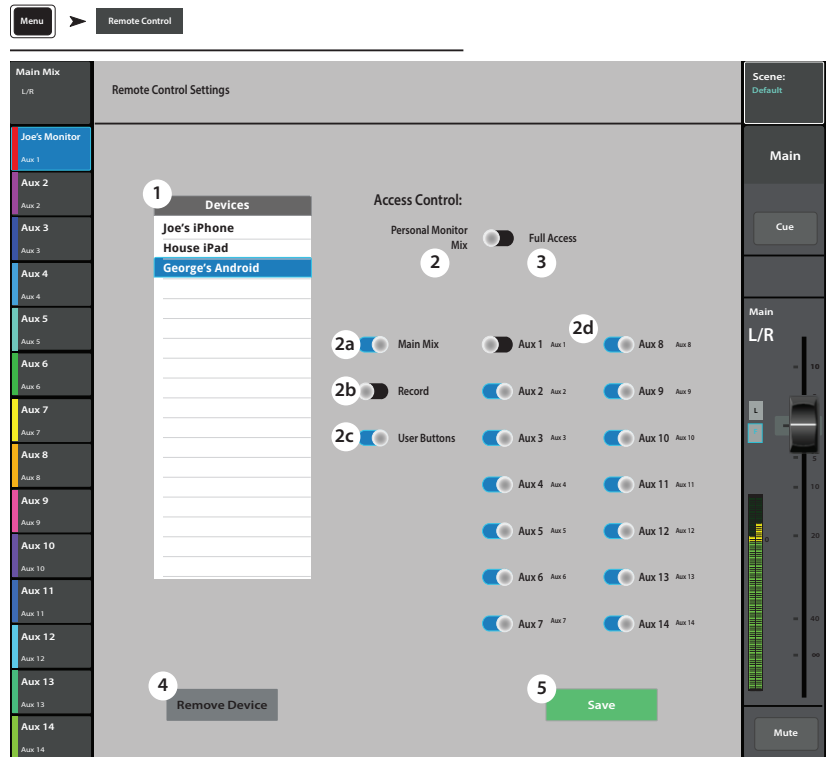 Menu
Remote Control
Main Mix
L/R
Joe's Monitor
Aux 1
Aux 2
Aux 2
Aux 3
Aux 3
Aux 4
Aux 4
Aux 5
Aux 5
Aux 6
Aux 6
Aux 7
Aux 7
Aux 8
Aux 8
Aux 9
Aux 9
Aux 10
Aux 10
Aux 11
Aux 11
Aux 12
Aux 12
Aux 13
Aux 13
Aux 14
Aux 14
Remote Control Settings
1
Devices
Joe's iPhone
House iPad
George's Android
Access Control:
Personal Monitor
Mix
Full Access
2
3
2a
Main Mix
2b
Record
2c
User Buttons
2d
Aux 1 Aux 1
Aux 2 Aux 2
Aux 3 Aux 3
Aux 4 Aux 4
Aux 5 Aux 5
Aux 6 Aux 6
Aux 7 Aux 7
Aux 8 Aux 8
Aux 9 Aux 9
Aux 10 Aux 10
Aux 11 Aux 11
Aux 12 Aux 12
Aux 13 Aux 13
Aux 14 Aux 14
4
Remove Device
5
Save
Scene:
Default
Main
Cue
Main
L/R
10
L
5
10
0
20
40
∞
Mute